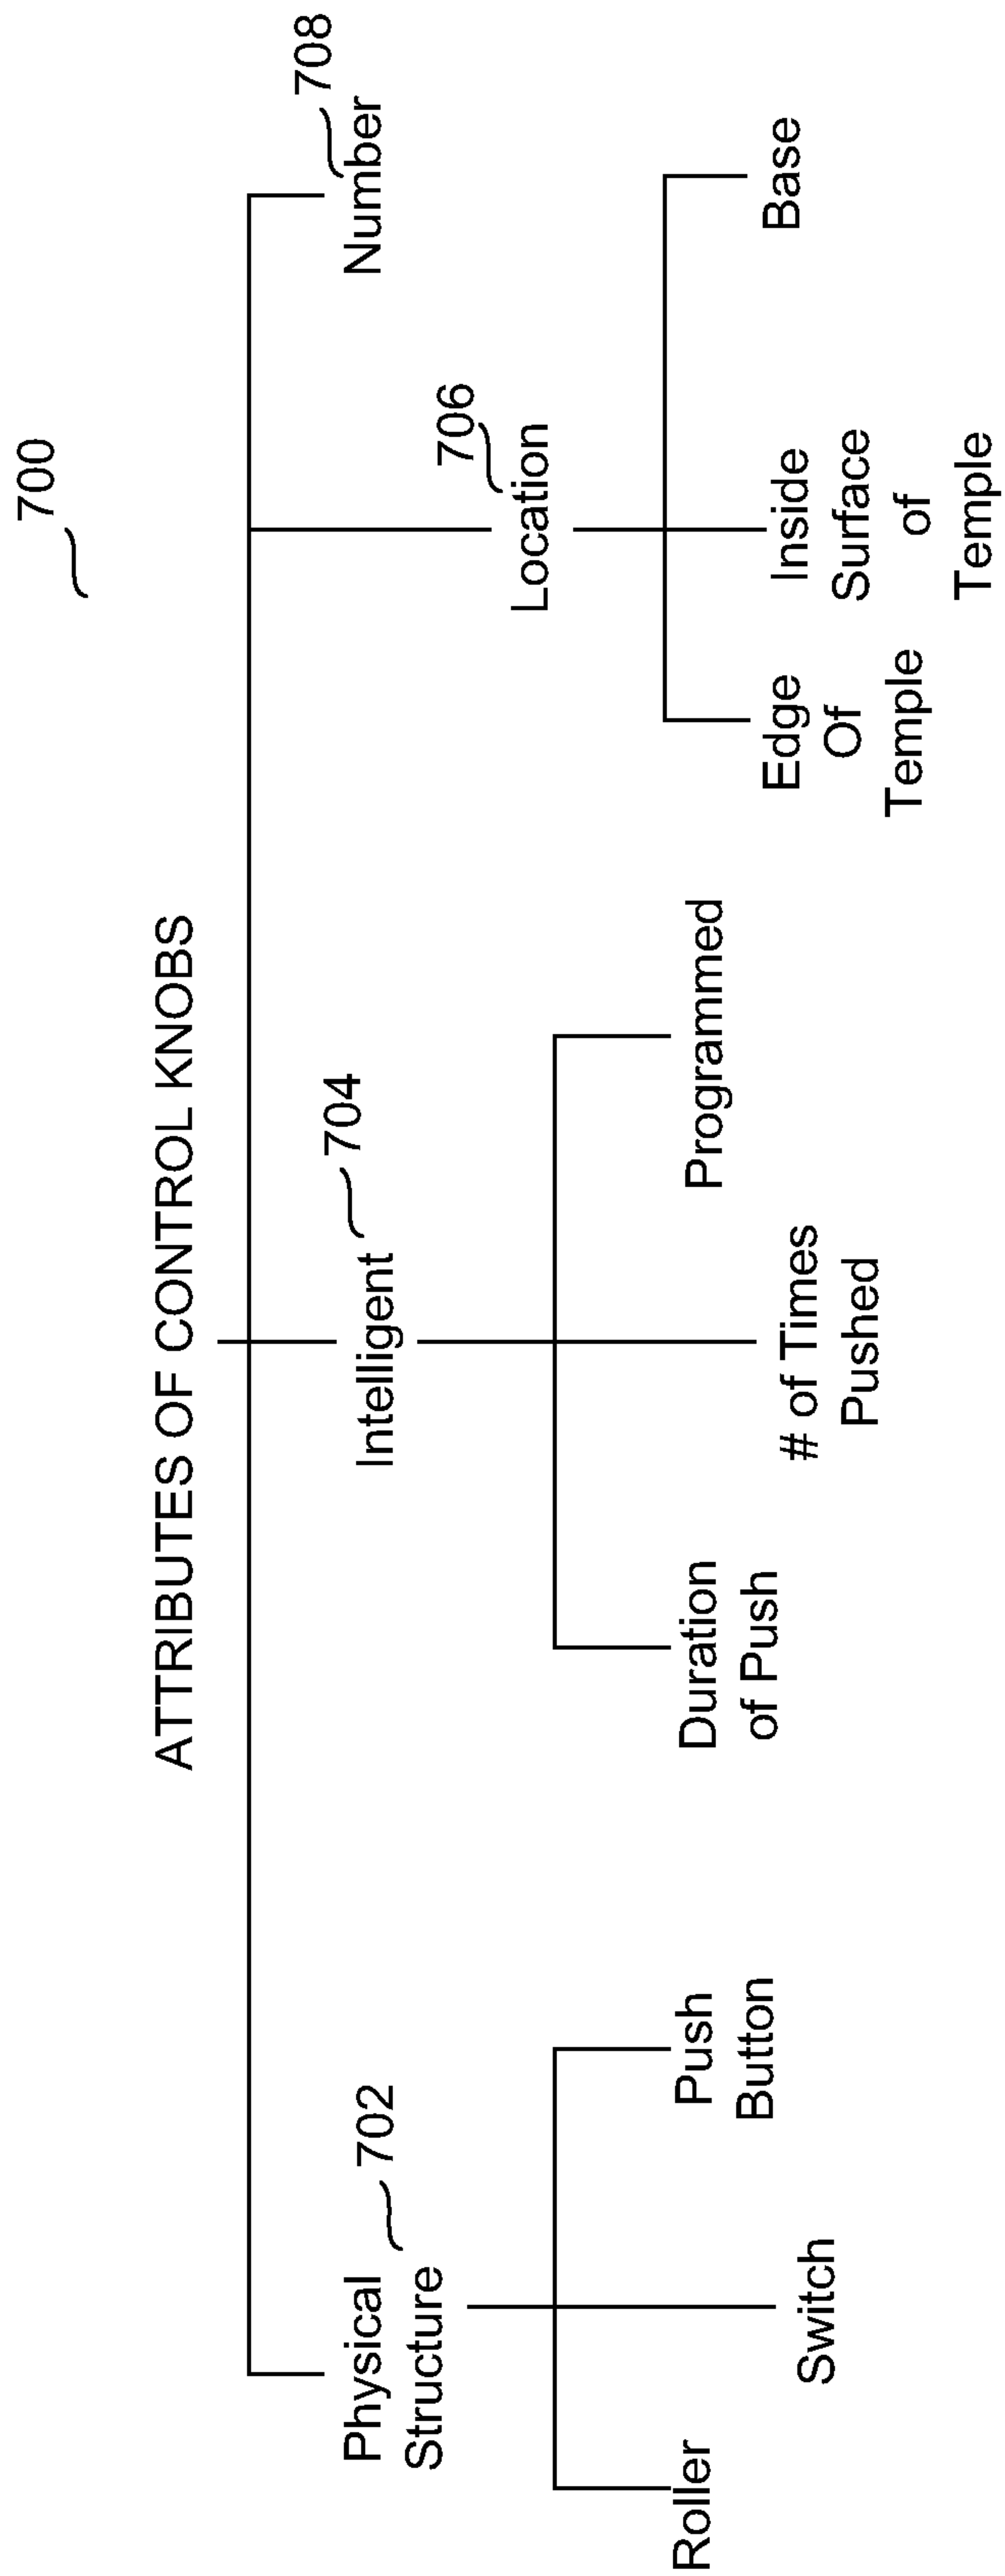 700
ATTRIBUTES OF CONTROL KNOBS
Physical
Structure
702
Roller
Switch
Push
Button
Intelligent
704
Duration
of Push
# of Times
Pushed
Programmed
Location
706
Edge
Of
Temple
Inside
Surface
of
Temple
Base
Number
708